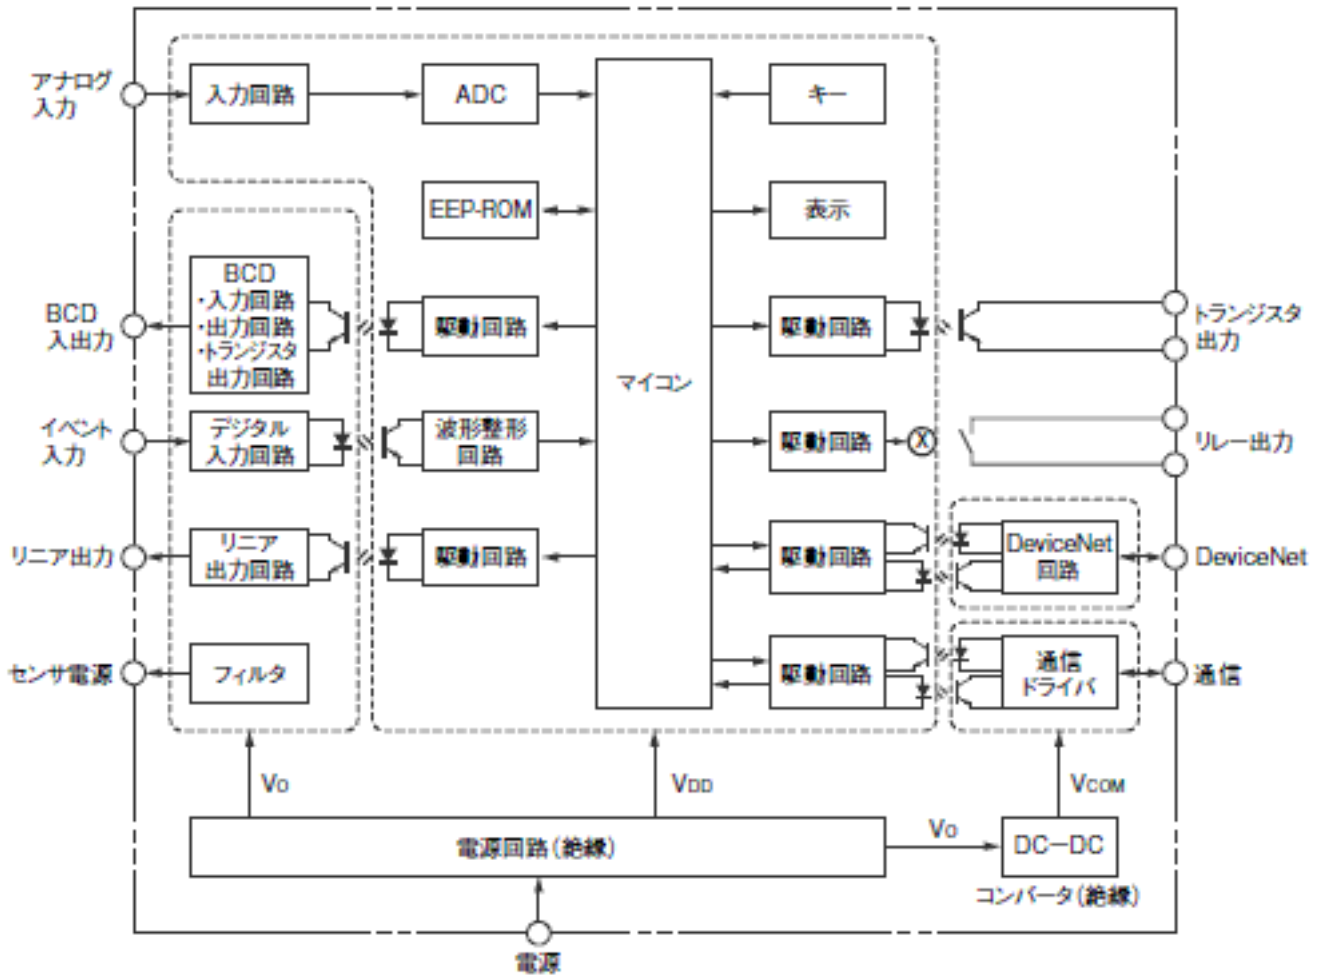 アナログ
入力
入力回路
ADC
キー
EEP-ROM
表示
BCD
入出力
BCD
・入力回路
・出力回路
・トランジスタ
出力回路
駆動回路
マイコン
駆動回路
トランジスタ
出力
イベント
入力
デジタル
入力回路
波形整形
回路
駆動回路
X
リレー出力
リニア出力
リニア
出力回路
駆動回路
駆動回路
DeviceNet
回路
DeviceNet
センサ電源
フィルタ
駆動回路
通信
ドライバ
通信
VO
VDD
VCOM
電源回路(絶縁)
VO
DC－DC
コンバータ(絶縁)
電源